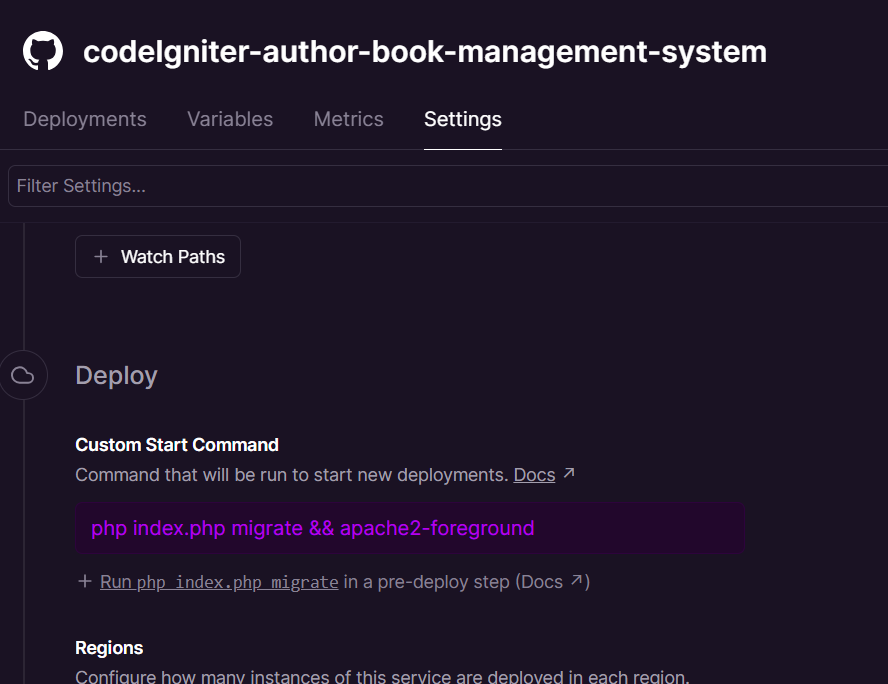 codeIgniter-author-book-management-system
Deployments Variables Metrics Settings
Filter Settings...
+ Watch Paths
Deploy
Custom Start Command
Command that will be run to start new deployments. Docs ↗
php index.php migrate && apache2-foreground
+ Run php index.php migrate in a pre-deploy step (Docs ↗)
Regions
Configure how many instances of this service are deployed in each region.